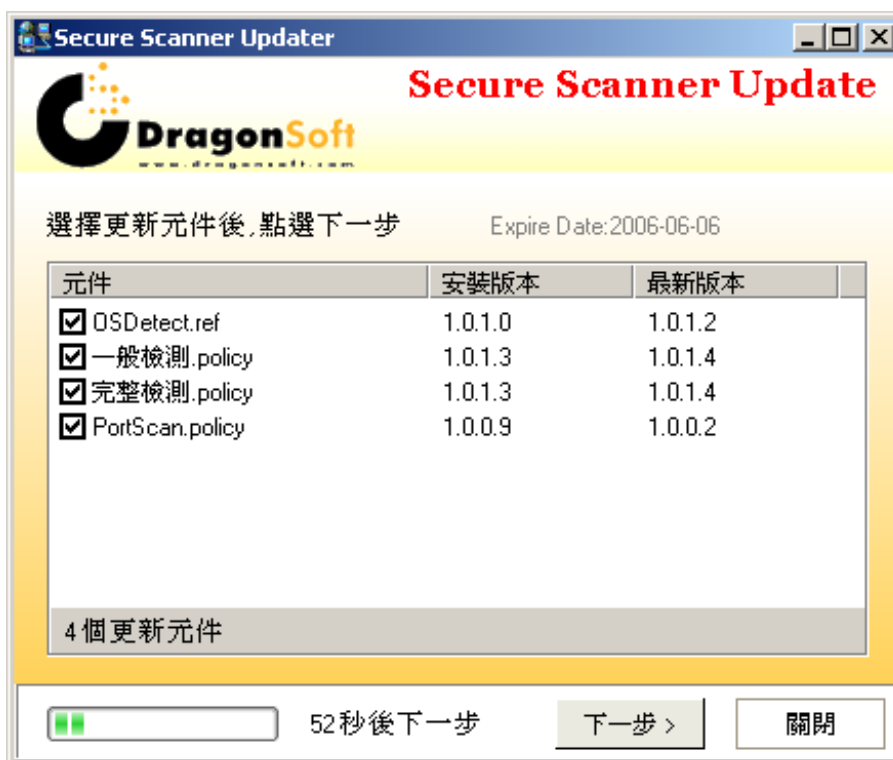 Secure Scanner Updater
Secure Scanner Update
DragonSoft
www.dragonsoft.com
選擇更新元件後,點選下一步 Expire Date:2006-06-06
元件 安裝版本 最新版本
OSDetect.ref 1.0.1.0 1.0.1.2
一般檢測.policy 1.0.1.3 1.0.1.4
完整檢測.policy 1.0.1.3 1.0.1.4
PortScan.policy 1.0.0.9 1.0.0.2
4個更新元件
52秒後下一步 下一步 > 關閉